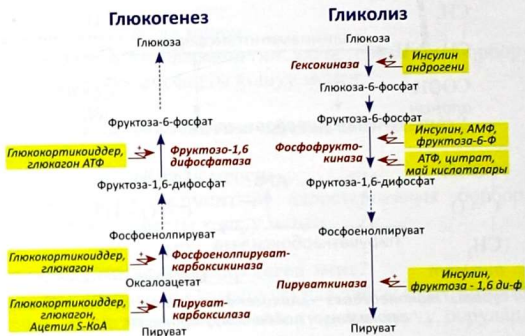 Глюкогенез
Глюкоза
Фруктоза-6-фосфат
Глюкокортикоиддер,
глюкагон АТФ
+
Фруктозо-1,6
дифосфатаза
Фруктоза-1,6-дифосфат
Фосфоенолпируват
Глюкокортикоиддер,
глюкагон
+
Фосфоенолпируват-
карбоксикиназа
Оксалоацетат
Глюкокортикоиддер,
глюкагон,
Ацетил S-КоА
+
Пируват-
карбоксилаза
Пируват
Гликолиз
Глюкоза
Гексокиназа
+
Инсулин
андрогени
Глюкоза-6-фосфат
Фруктоза-6-фосфат
Фосфофрукто-
киназа
+
Инсулин, АМФ,
фруктоза-6-Ф
−
АТФ, цитрат,
май кислоталары
Фруктоза-1,6-дифосфат
Фосфоенолпируват
Пируваткиназа
+
Инсулин,
фруктоза - 1,6 ди-ф
Пируват